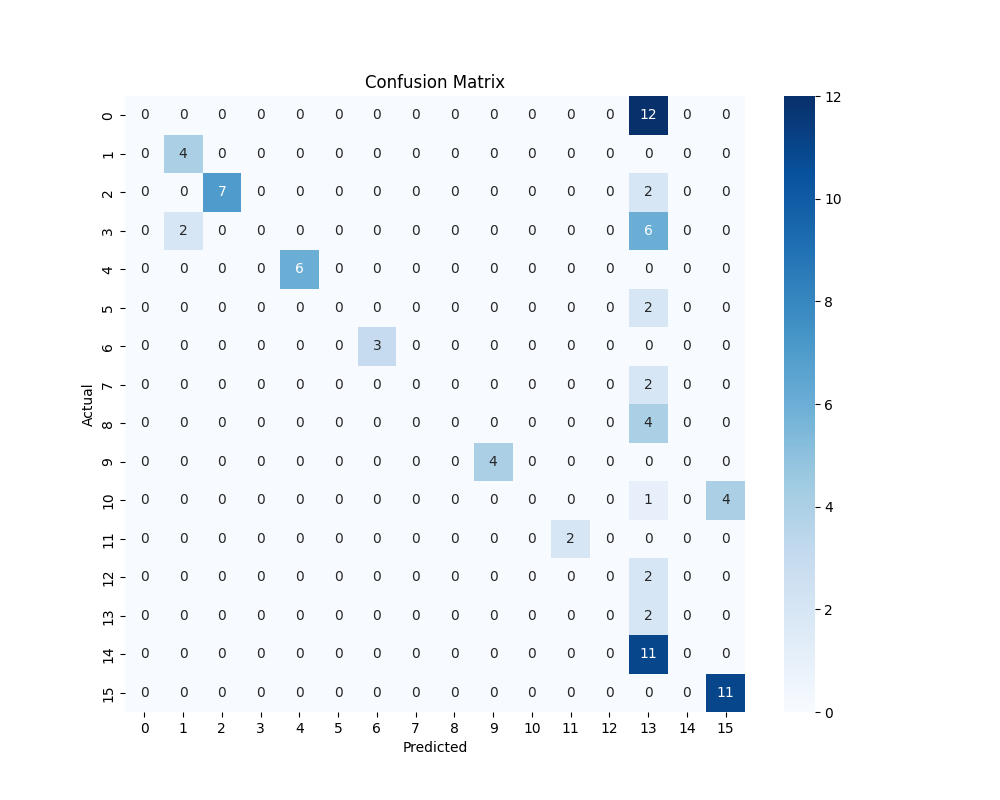 Confusion Matrix
0 0 0 0 0 0 0 0 0 0 0 0 0 0 12 0 0
1 0 4 0 0 0 0 0 0 0 0 0 0 0 0 0 0
2 0 0 7 0 0 0 0 0 0 0 0 0 0 2 0 0
3 0 2 0 0 0 0 0 0 0 0 0 0 0 6 0 0
4 0 0 0 0 6 0 0 0 0 0 0 0 0 0 0 0
5 0 0 0 0 0 0 0 0 0 0 0 0 0 2 0 0
6 0 0 0 0 0 0 3 0 0 0 0 0 0 0 0 0
7 0 0 0 0 0 0 0 0 0 0 0 0 0 2 0 0
8 0 0 0 0 0 0 0 0 0 0 0 0 0 4 0 0
9 0 0 0 0 0 0 0 0 0 4 0 0 0 0 0 0
10 0 0 0 0 0 0 0 0 0 0 0 0 0 1 0 4
11 0 0 0 0 0 0 0 0 0 0 0 2 0 0 0 0
12 0 0 0 0 0 0 0 0 0 0 0 0 0 2 0 0
13 0 0 0 0 0 0 0 0 0 0 0 0 0 2 0 0
14 0 0 0 0 0 0 0 0 0 0 0 0 0 11 0 0
15 0 0 0 0 0 0 0 0 0 0 0 0 0 0 0 11
0 1 2 3 4 5 6 7 8 9 10 11 12 13 14 15
Predicted
Actual
12
10
8
6
4
2
0